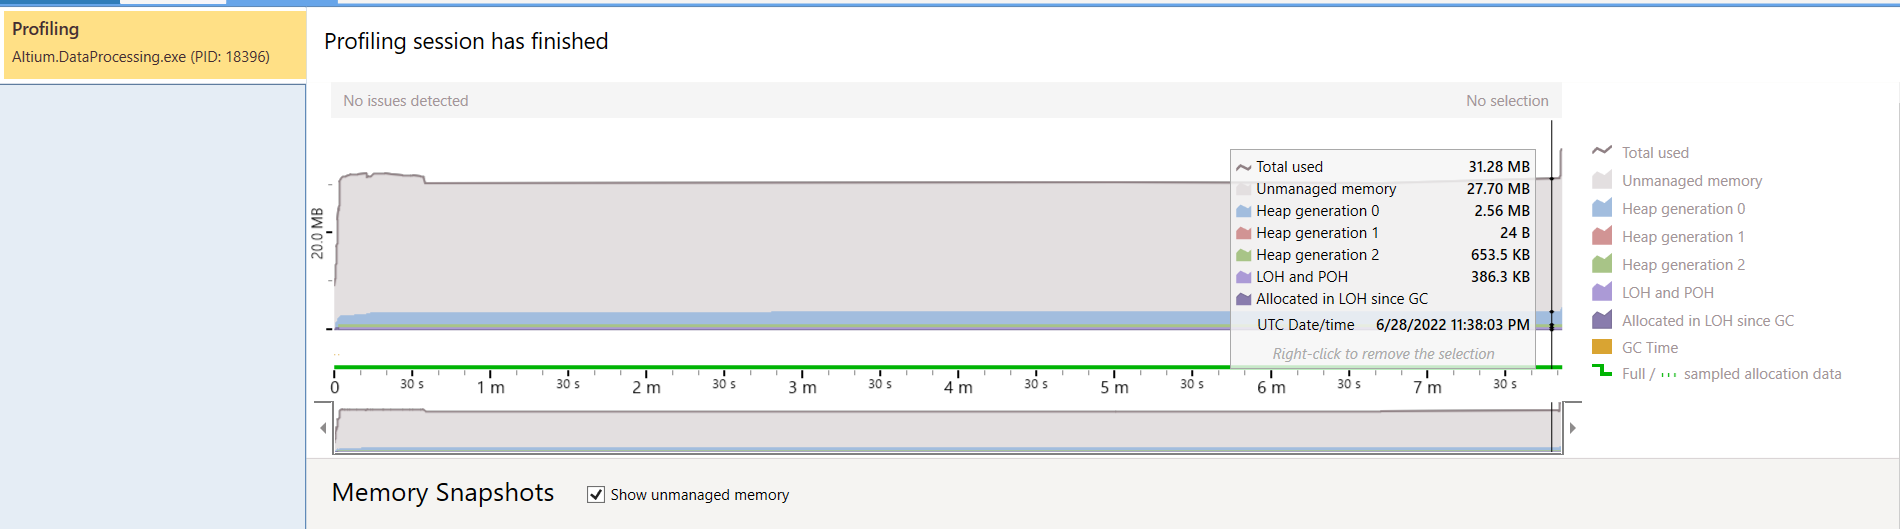 Profiling
Altium.DataProcessing.exe (PID: 18396)
Profiling session has finished
No issues detected
No selection
20.0 MB
Total used 31.28 MB
Unmanaged memory 27.70 MB
Heap generation 0 2.56 MB
Heap generation 1 24 B
Heap generation 2 653.5 KB
LOH and POH 386.3 KB
Allocated in LOH since GC
UTC Date/time 6/28/2022 11:38:03 PM
Right-click to remove the selection
Total used
Unmanaged memory
Heap generation 0
Heap generation 1
Heap generation 2
LOH and POH
Allocated in LOH since GC
GC Time
Full / sampled allocation data
0 30 s 1 m 30 s 2 m 30 s 3 m 30 s 4 m 30 s 5 m 30 s 6 m 30 s 7 m 30 s
Memory Snapshots
Show unmanaged memory